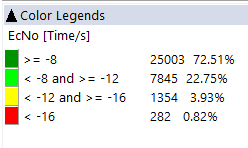 Color Legends
EcNo [Time/s]
>= -8 25003 72.51%
< -8 and >= -12 7845 22.75%
< -12 and >= -16 1354 3.93%
< -16 282 0.82%